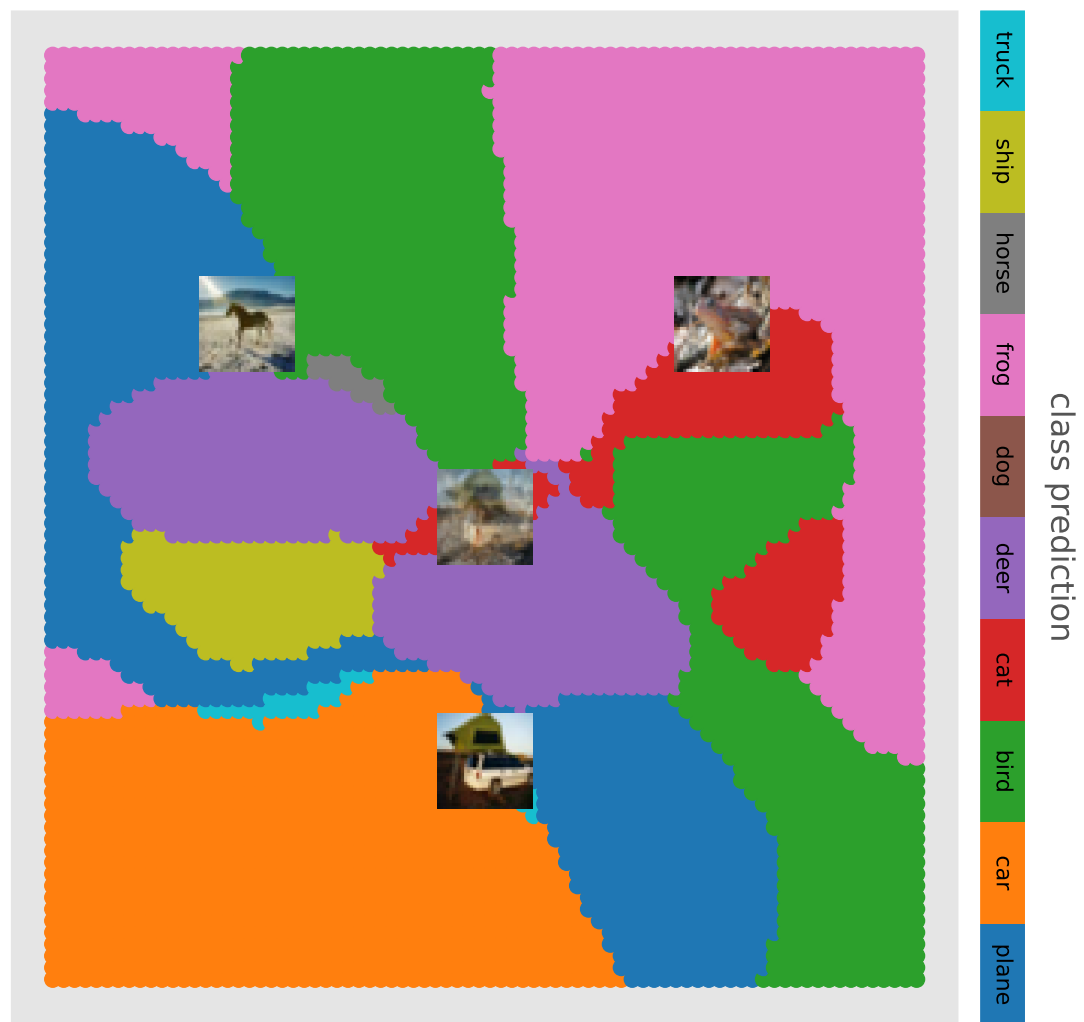 truck
ship
horse
frog
dog
deer
cat
bird
car
plane
class prediction